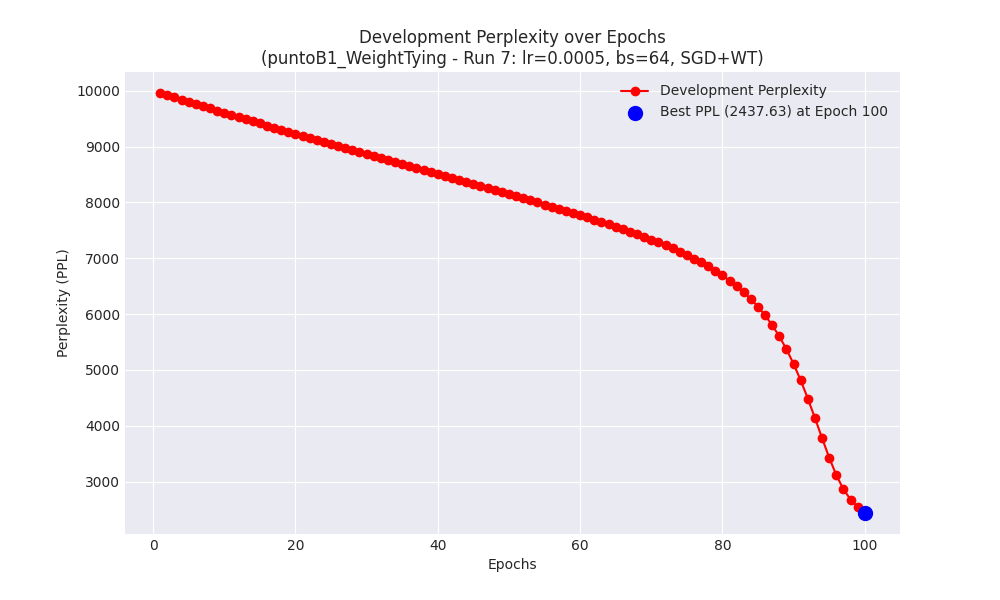 Development Perplexity over Epochs
(puntoB1_WeightTying - Run 7: lr=0.0005, bs=64, SGD+WT)
Development Perplexity
Best PPL (2437.63) at Epoch 100
Perplexity (PPL)
10000
9000
8000
7000
6000
5000
4000
3000
0 20 40 60 80 100
Epochs